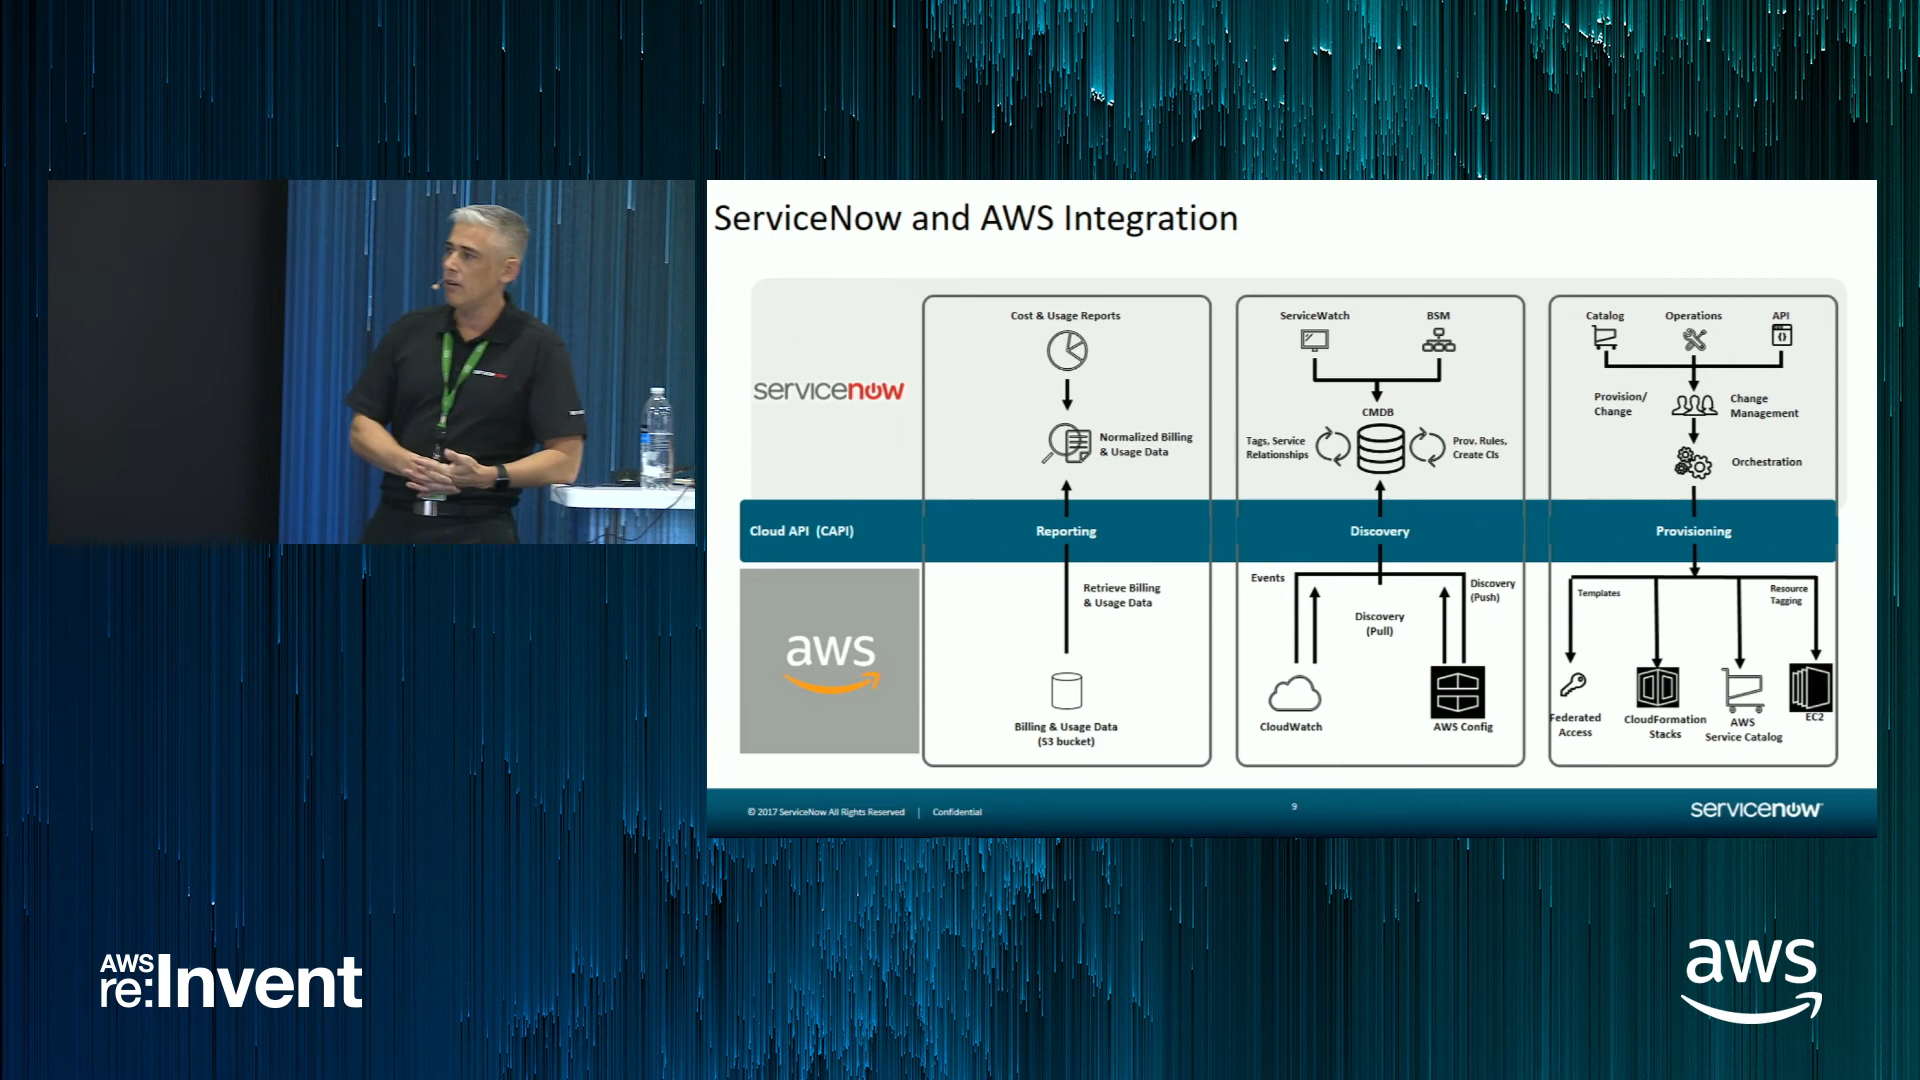 ServiceNow and AWS Integration
servicenow
Cost & Usage Reports
Normalized Billing
& Usage Data
ServiceWatch
BSM
CMDB
Tags, Service
Relationships
Prov. Rules,
Create CIs
Catalog
Operations
API
{}
Provision/
Change
Change
Management
Orchestration
Cloud API (CAPI)
Reporting
Discovery
Provisioning
aws
Retrieve Billing
& Usage Data
Billing & Usage Data
(S3 bucket)
Events
Discovery
(Pull)
Discovery
(Push)
CloudWatch
AWS Config
Templates
Resource
Tagging
Federated
Access
CloudFormation
Stacks
AWS
Service Catalog
EC2
© 2017 ServiceNow All Rights Reserved | Confidential
9
servicenow
AWS
re:Invent
aws